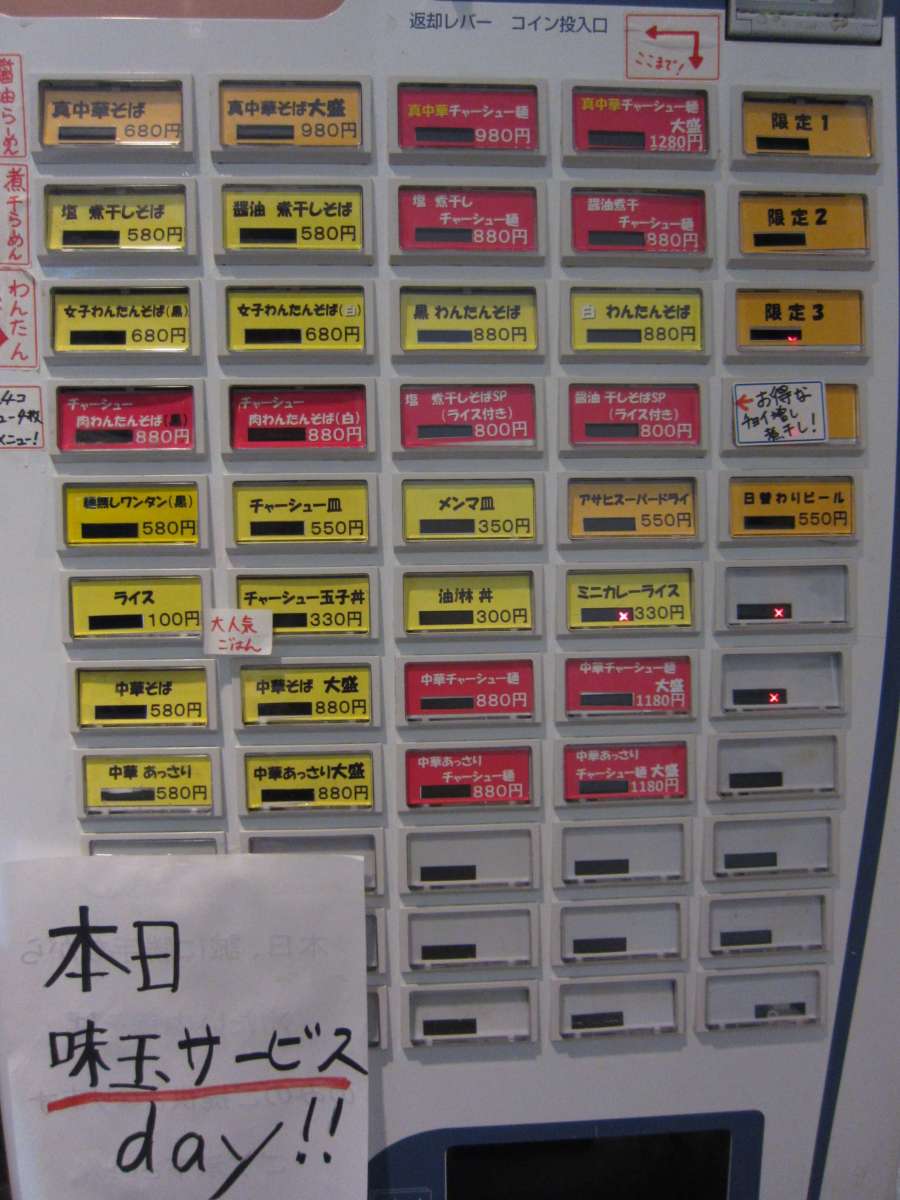 返却レバー コイン投入口
ここまで!
醤油らーめん
真中華そば
680円
真中華そば大盛
980円
真中華チャーシュー麺
980円
真中華チャーシュー麺
大盛
1280円
限定1
煮干らーめん
塩 煮干しそば
580円
醤油 煮干しそば
580円
塩 煮干し
チャーシュー麺
880円
醤油煮干
チャーシュー麺
880円
限定2
わんたん
女子わんたんそば(黒)
680円
女子わんたんそば(白)
680円
黒 わんたんそば
880円
白 わんたんそば
880円
限定3
メニュー!
チャーシュー
肉わんたんそば(黒)
880円
チャーシュー
肉わんたんそば(白)
880円
塩 煮干しそばSP
(ライス付き)
800円
醤油 干しそばSP
(ライス付き)
800円
お得な
チョイ増し
煮干し!
麺無しワンタン(黒)
580円
チャーシュー皿
550円
メンマ皿
350円
アサヒスーパードライ
550円
日替わりビール
550円
ライス
100円
大人気
ごはん
チャーシュー玉子丼
330円
油淋 丼
300円
ミニカレーライス
330円
中華そば
580円
中華そば 大盛
880円
中華チャーシュー麺
880円
中華チャーシュー麺
大盛
1180円
中華 あっさり
580円
中華あっさり大盛
880円
中華あっさり
チャーシュー麺
880円
中華あっさり
チャーシュー麺 大盛
1180円
本日
味玉サービス
day!!